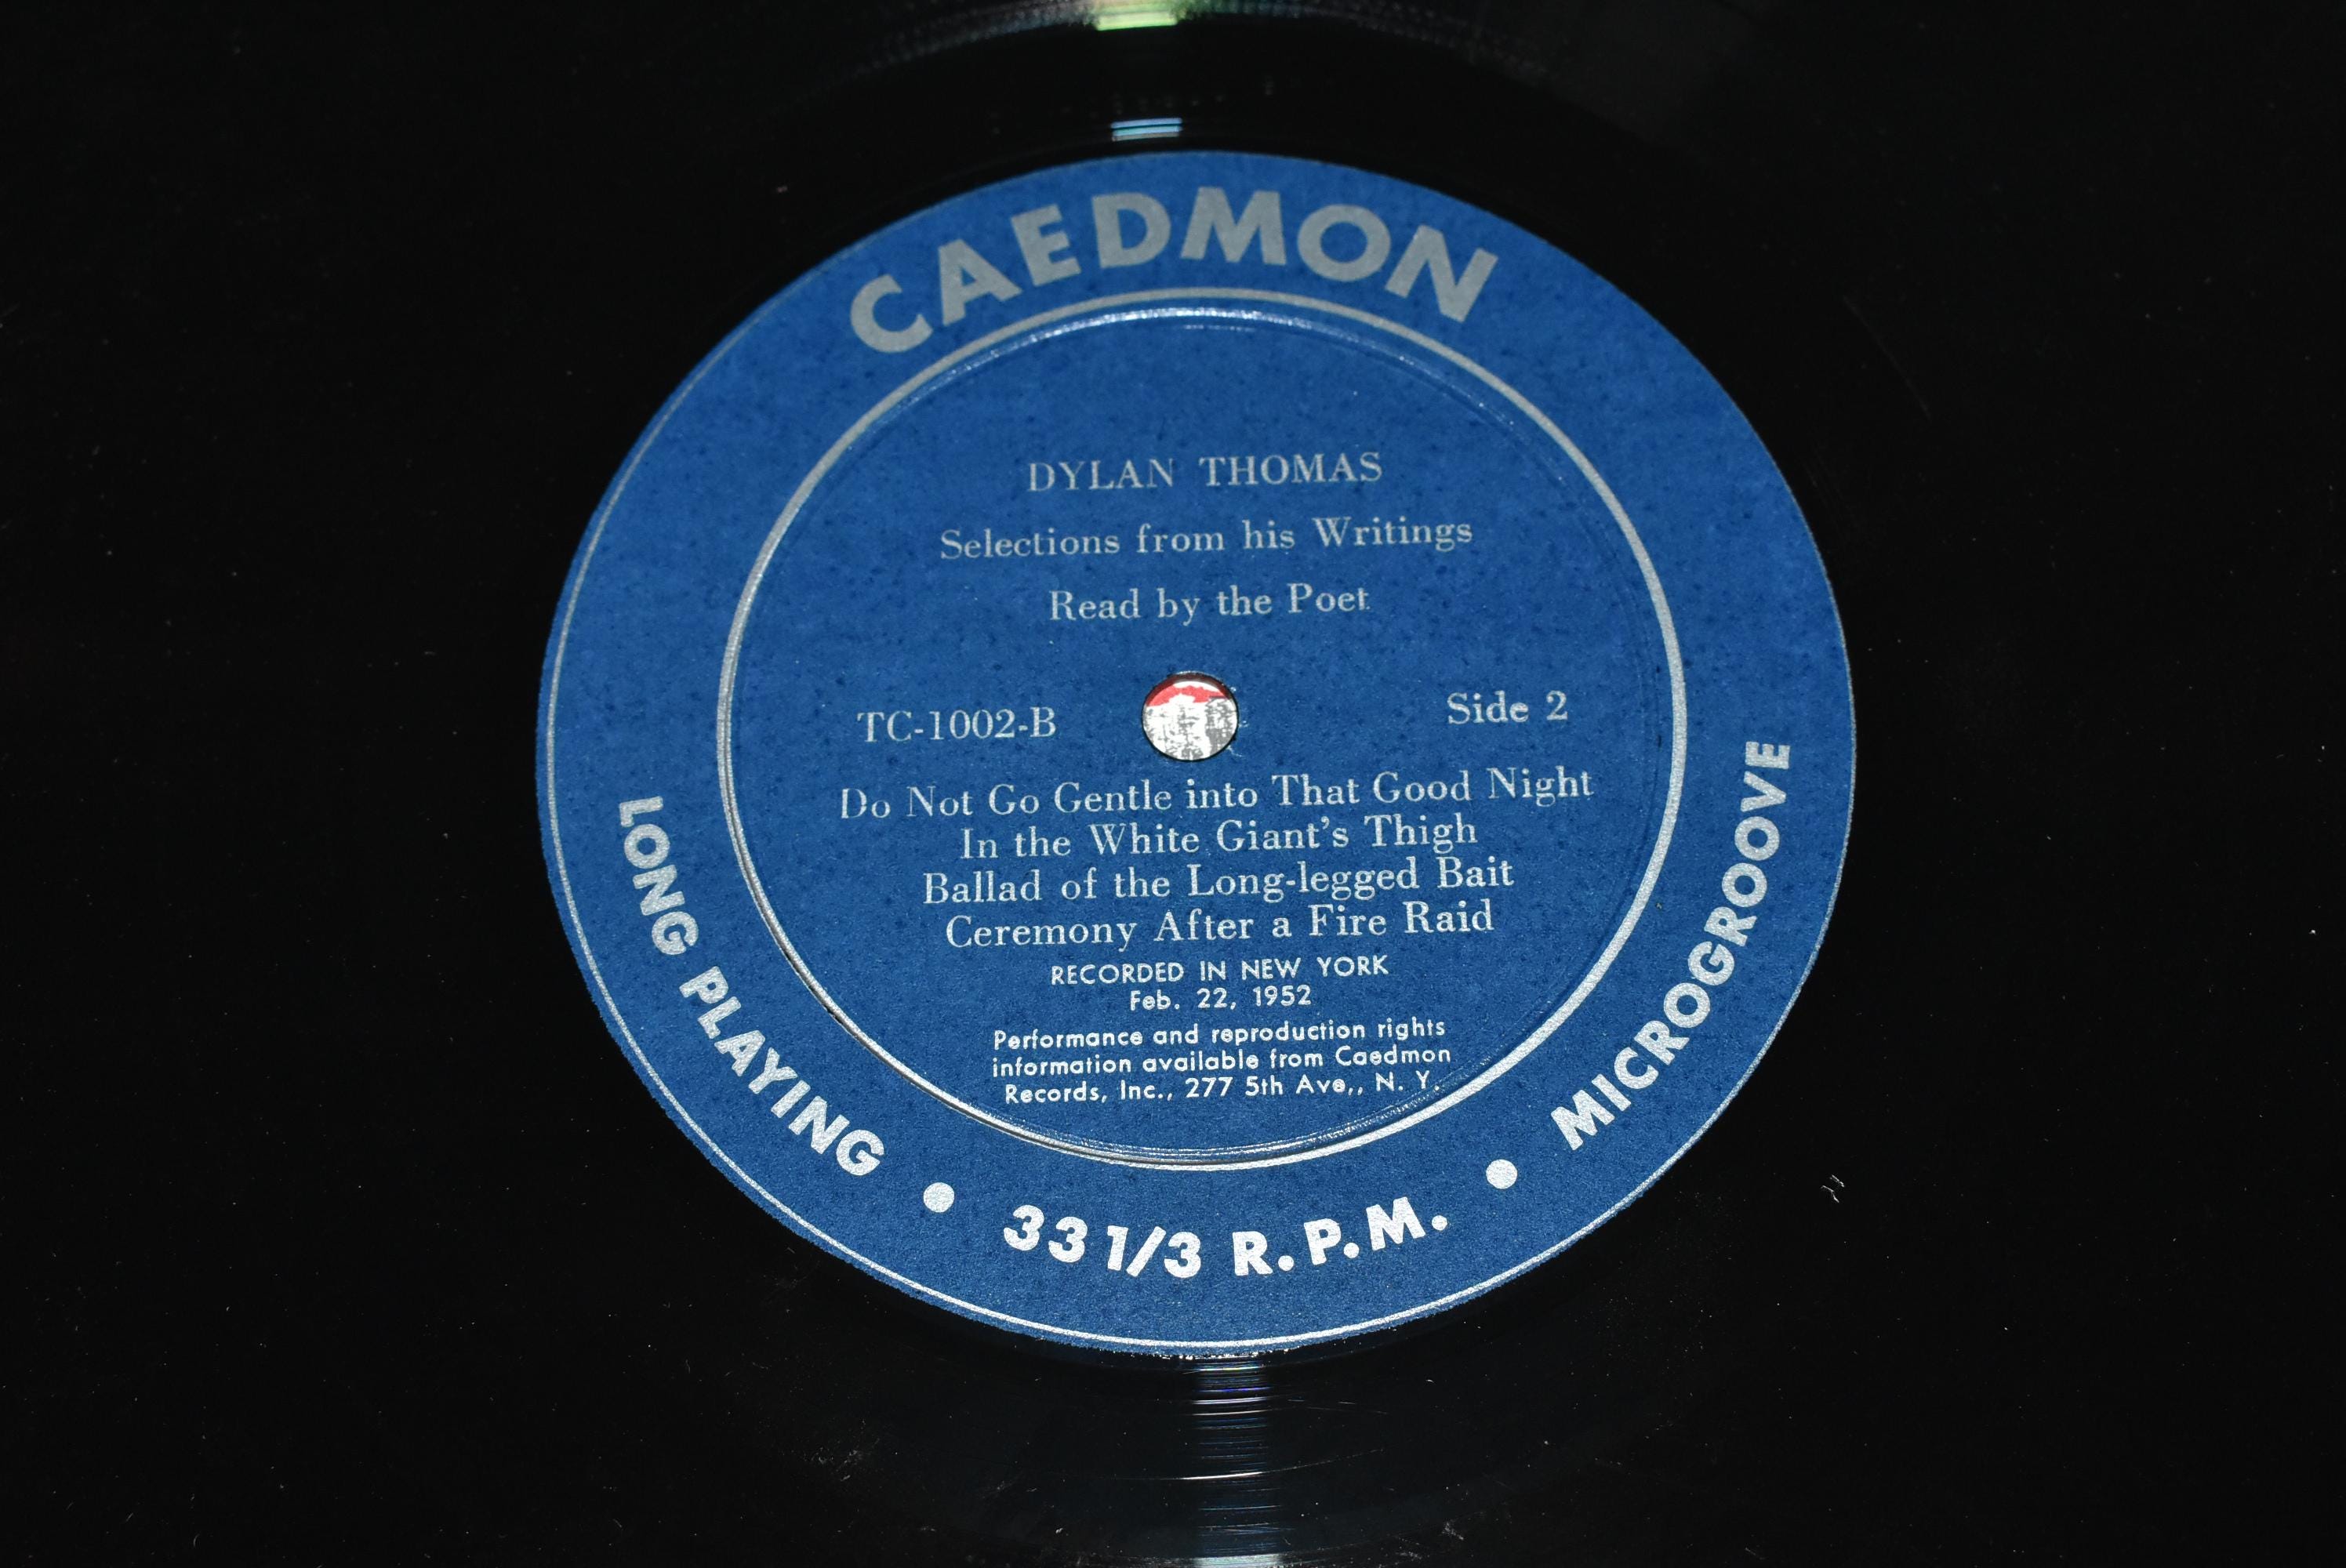 CAEDMON
DYLAN THOMAS
Selections from his Writings
Read by the Poet
TC-1002-B Side 2
Do Not Go Gentle into That Good Night
In the White Giant's Thigh
Ballad of the Long-legged Bait
Ceremony After a Fire Raid
RECORDED IN NEW YORK
Feb. 22, 1952
Performance and reproduction rights
information available from Caedmon
Records, Inc., 277 5th Ave,, N. Y.
LONG PLAYING • 33 1/3 R.P.M. • MICROGROOVE